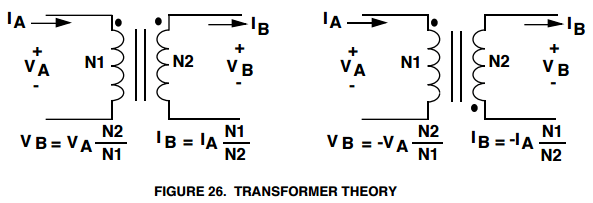 IA IB IA IB
+ + + +
VA N1 N2 VB VA N1 N2 VB
- - - -
VB = VA N2/N1 IB = IA N1/N2 VB = -VA N2/N1 IB = -IA N1/N2
FIGURE 26. TRANSFORMER THEORY